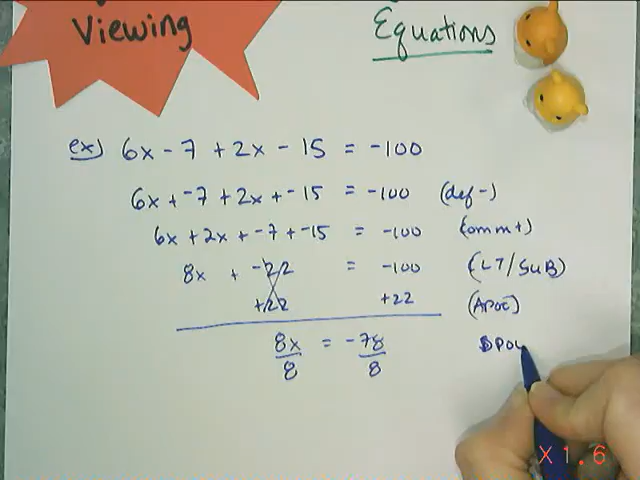 Viewing
Equations
ex) 6x - 7 + 2x - 15 = -100
6x + -7 + 2x + -15 = -100 (def -)
6x + 2x + -7 + -15 = -100 (omm +)
8x + -22 = -100 (LT/SUB)
+22 +22 (APOE)
8x = -78
8 8
X1.6